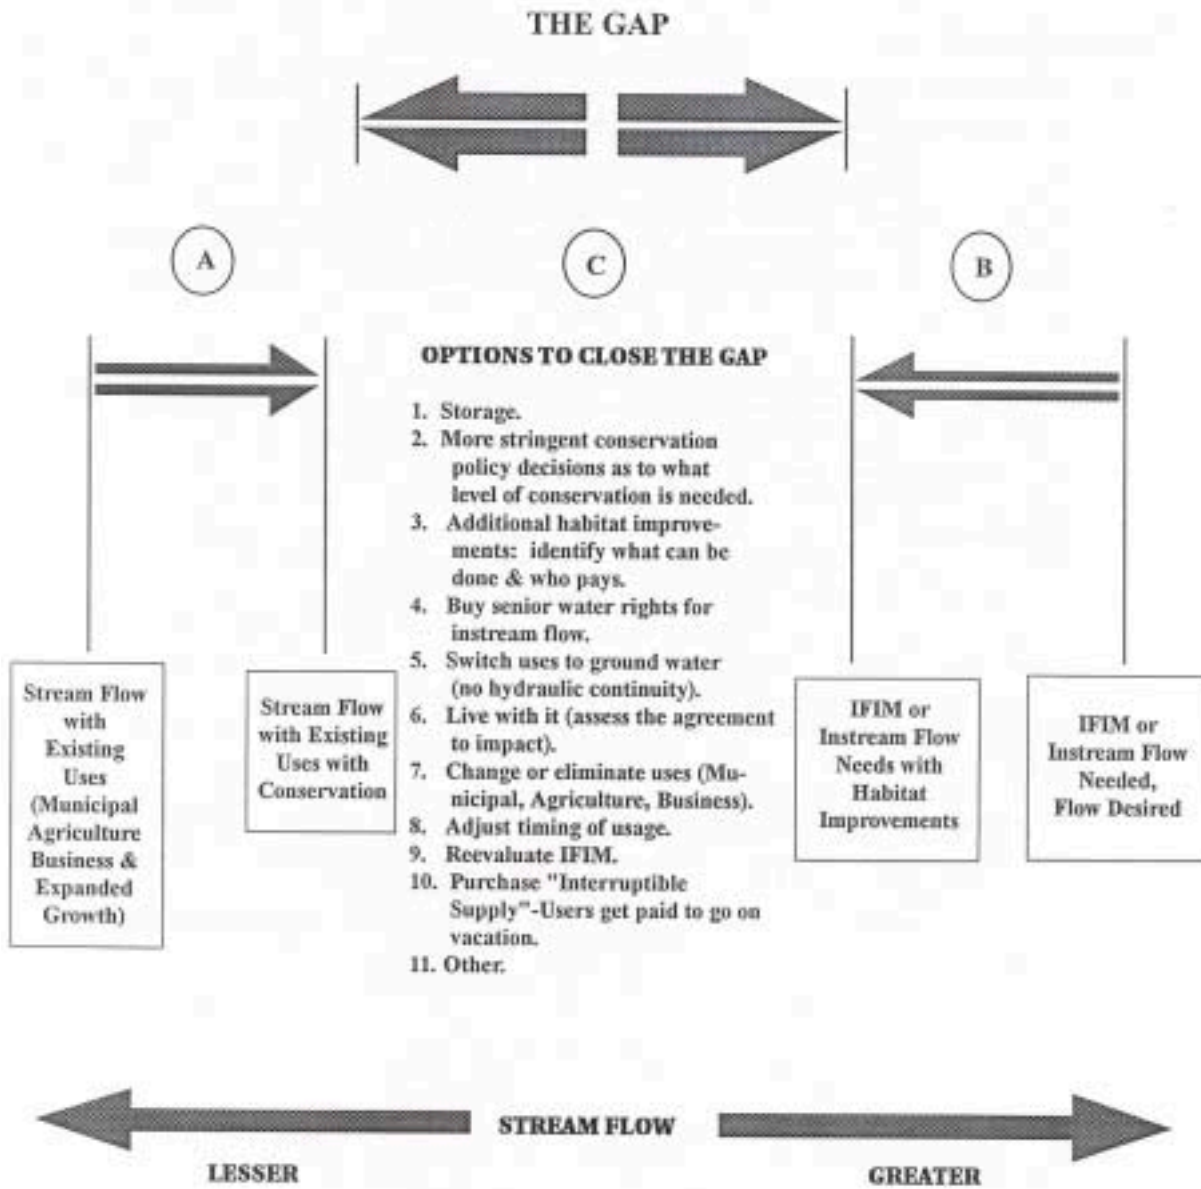 THE GAP
A
C
B
OPTIONS TO CLOSE THE GAP
1. Storage.
2. More stringent conservation
policy decisions as to what
level of conservation is needed.
3. Additional habitat improve-
ments: identify what can be
done & who pays.
4. Buy senior water rights for
instream flow.
5. Switch uses to ground water
(no hydraulic continuity).
6. Live with it (assess the agreement
to impact).
7. Change or eliminate uses (Mu-
nicipal, Agriculture, Business).
8. Adjust timing of usage.
9. Reevaluate IFIM.
10. Purchase "Interruptible
Supply"-Users get paid to go on
vacation.
11. Other.
Stream Flow
with
Existing
Uses
(Municipal
Agriculture
Business &
Expanded
Growth)
Stream Flow
with Existing
Uses with
Conservation
IFIM or
Instream Flow
Needs with
Habitat
Improvements
IFIM or
Instream Flow
Needed,
Flow Desired
STREAM FLOW
LESSER
GREATER